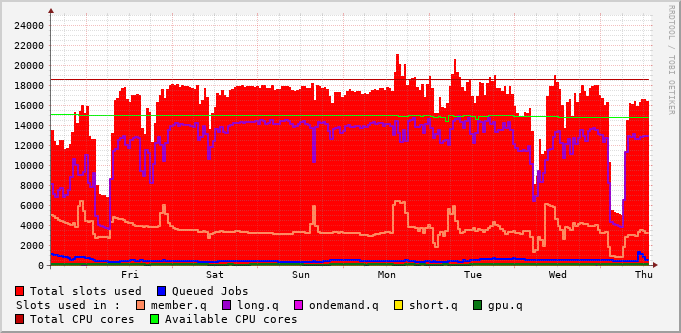 24000
22000
20000
18000
16000
14000
12000
10000
8000
6000
4000
2000
0
Fri Sat Sun Mon Tue Wed Thu
RRDTOOL / TOBI OETIKER
Total slots used Queued Jobs
Slots used in : member.q long.q ondemand.q short.q gpu.q
Total CPU cores Available CPU cores